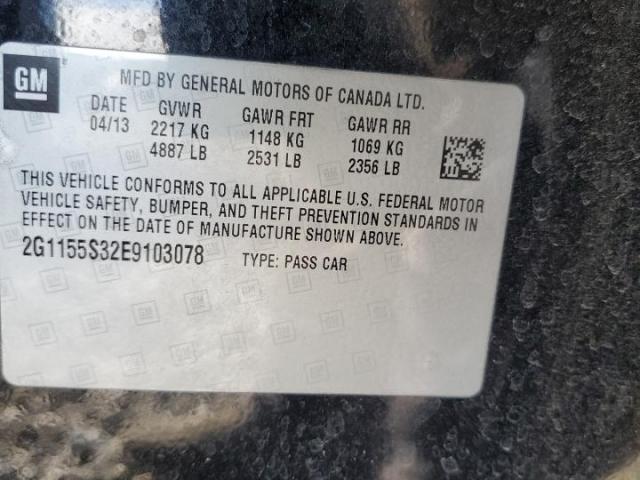 GM
MFD BY GENERAL MOTORS OF CANADA LTD.
DATE GVWR GAWR FRT GAWR RR
04/13 2217 KG 1148 KG 1069 KG
4887 LB 2531 LB 2356 LB
THIS VEHICLE CONFORMS TO ALL APPLICABLE U.S. FEDERAL MOTOR
VEHICLE SAFETY, BUMPER, AND THEFT PREVENTION STANDARDS IN
EFFECT ON THE DATE OF MANUFACTURE SHOWN ABOVE.
2G1155S32E9103078 TYPE: PASS CAR